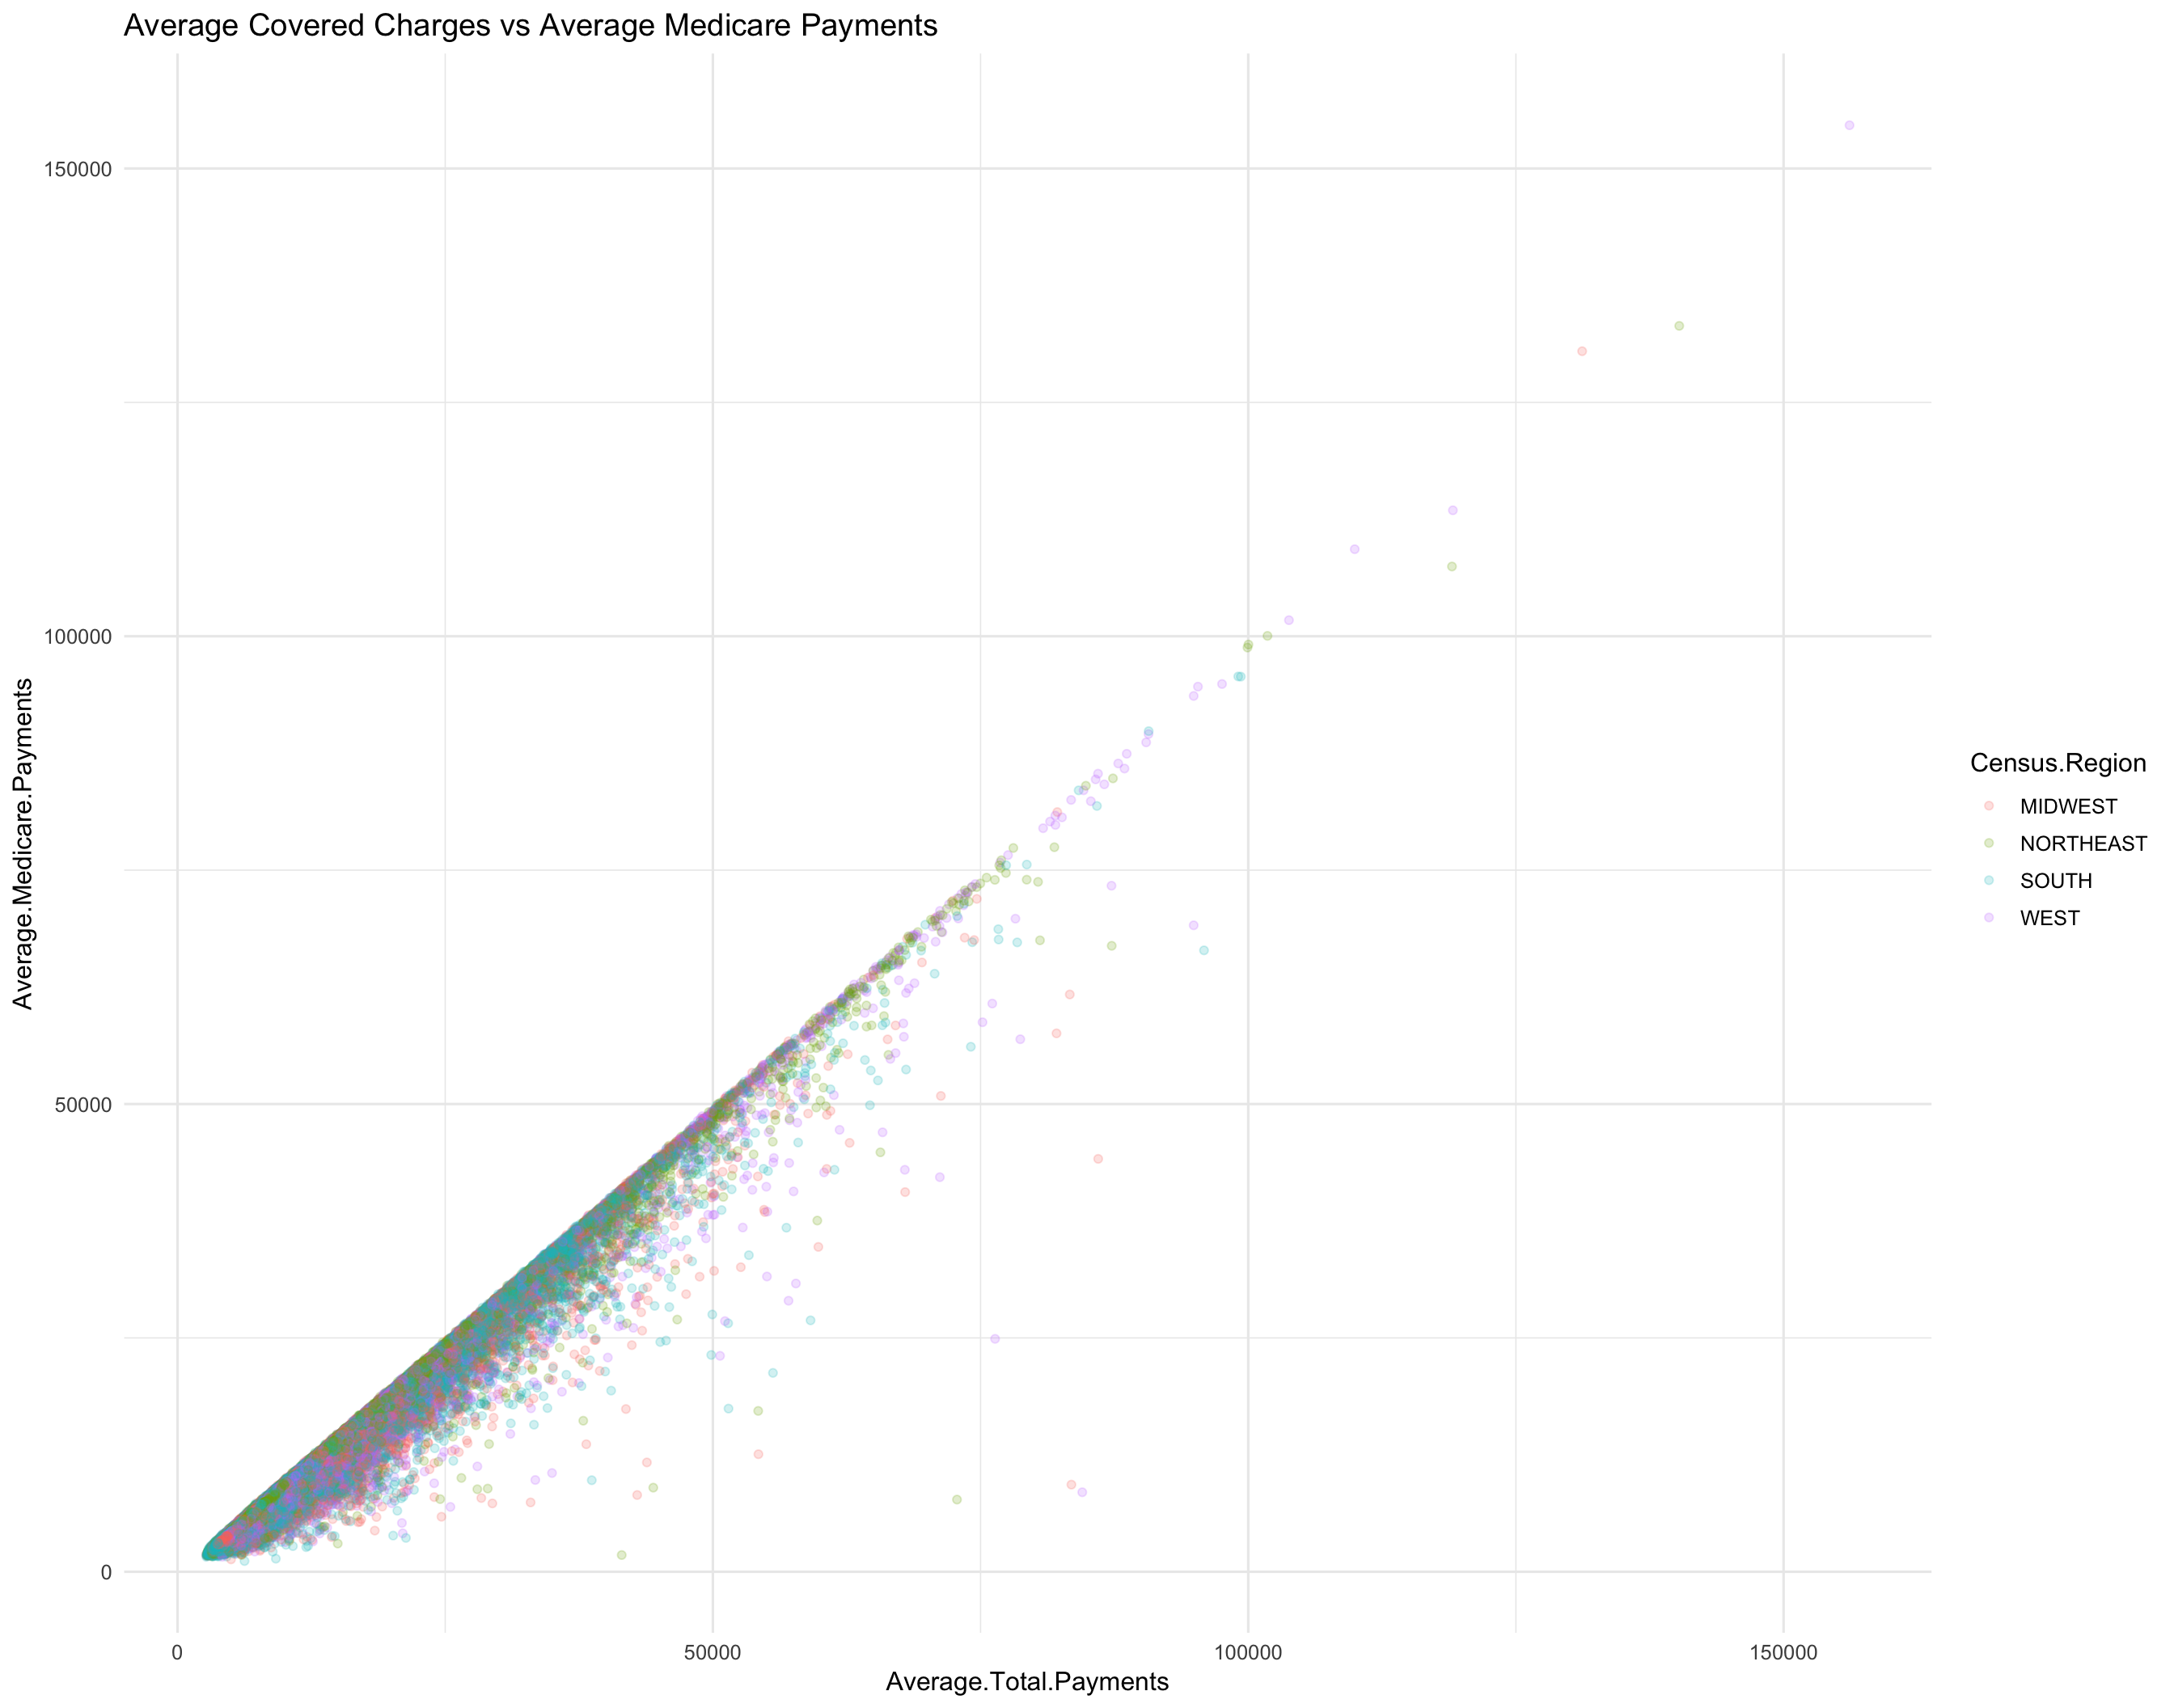 Average Covered Charges vs Average Medicare Payments
150000
100000
50000
0
Average.Medicare.Payments
0 50000 100000 150000
Average.Total.Payments
Census.Region
MIDWEST
NORTHEAST
SOUTH
WEST